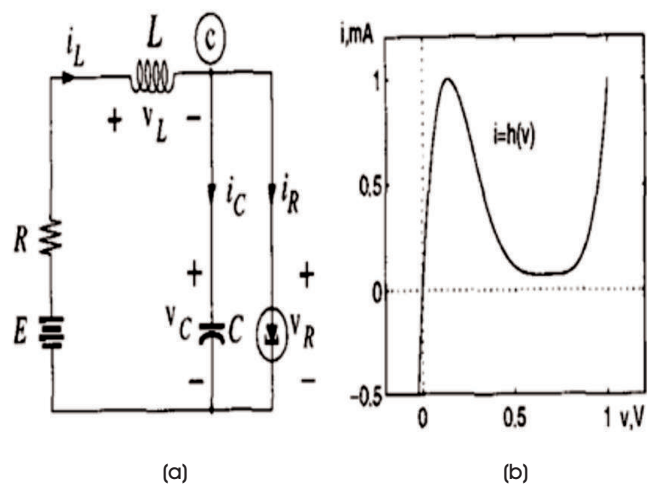 i_L
L
c
+ v_L −
i_C
i_R
R
+
+
E
v_C
C
v_R
−
−
(a)
i,mA
1
i=h(v)
0.5
0
−0.5
0
0.5
1 v,V
(b)